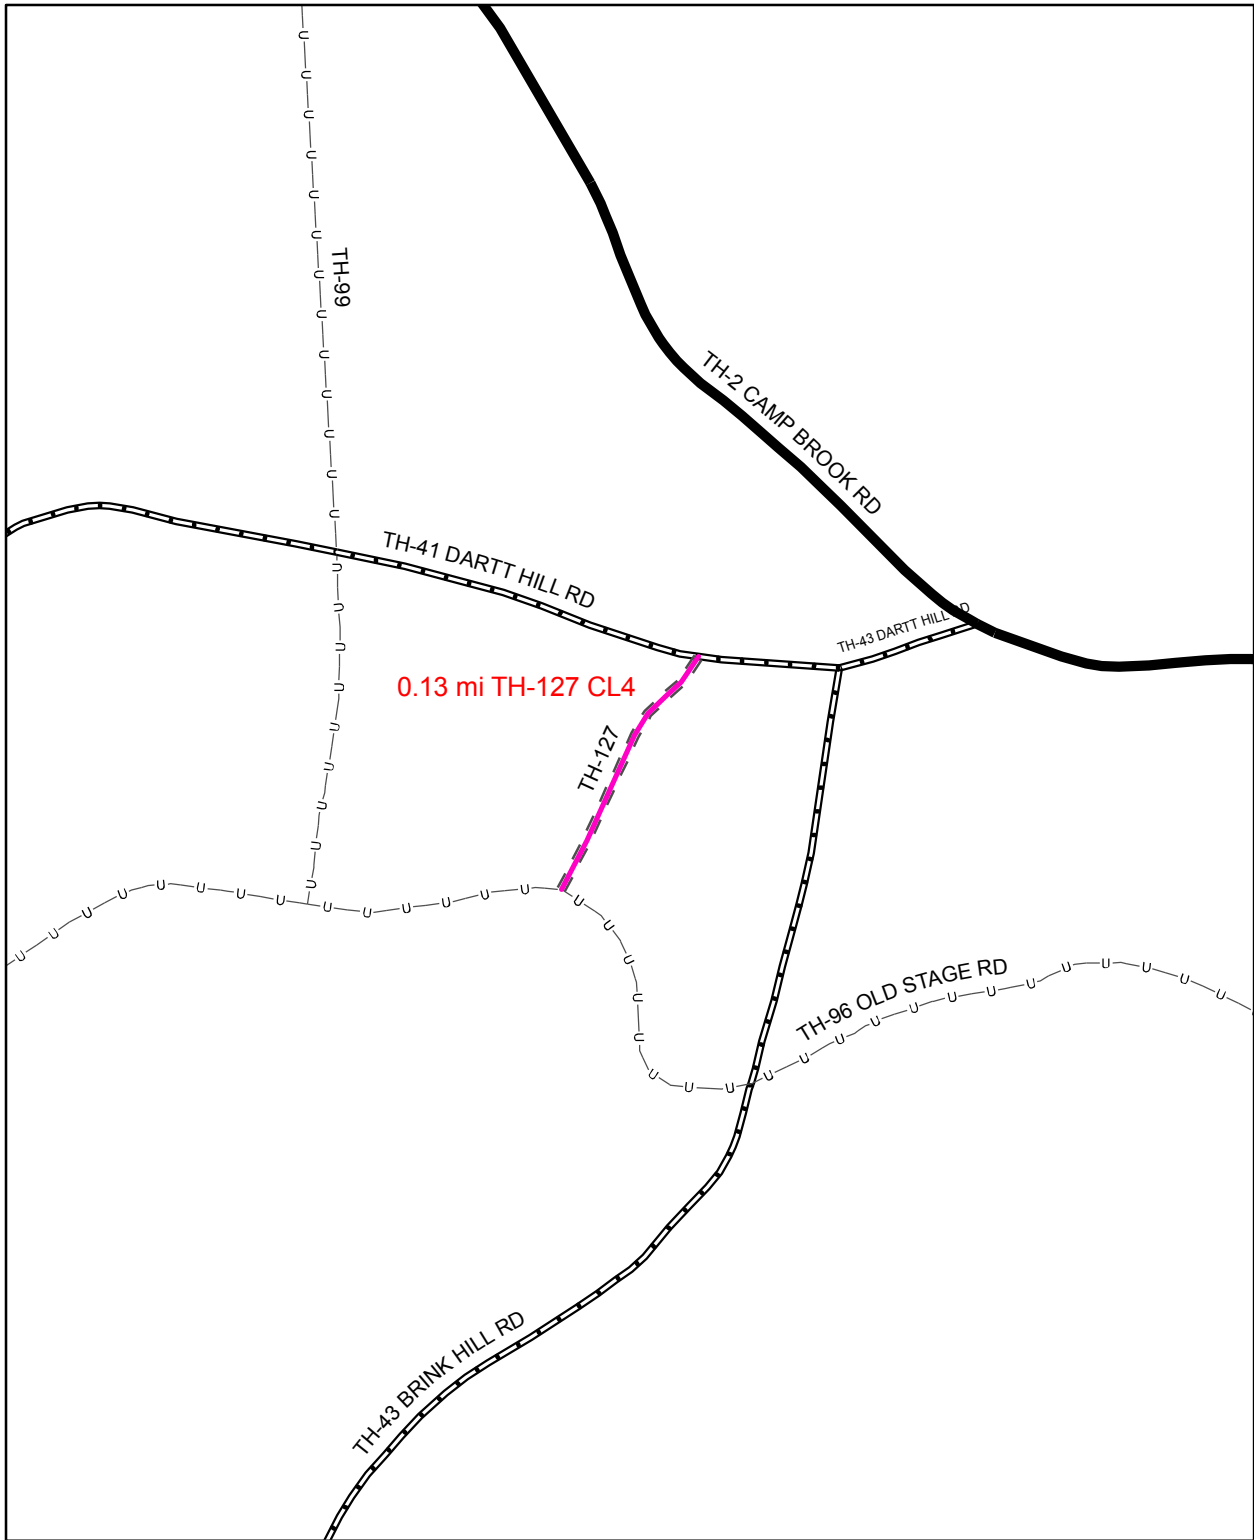 TH-99
TH-2 CAMP BROOK RD
TH-41 DARTT HILL RD
TH-43 DARTT HILL RD
0.13 mi TH-127 CL4
TH-127
TH-96 OLD STAGE RD
TH-43 BRINK HILL RD